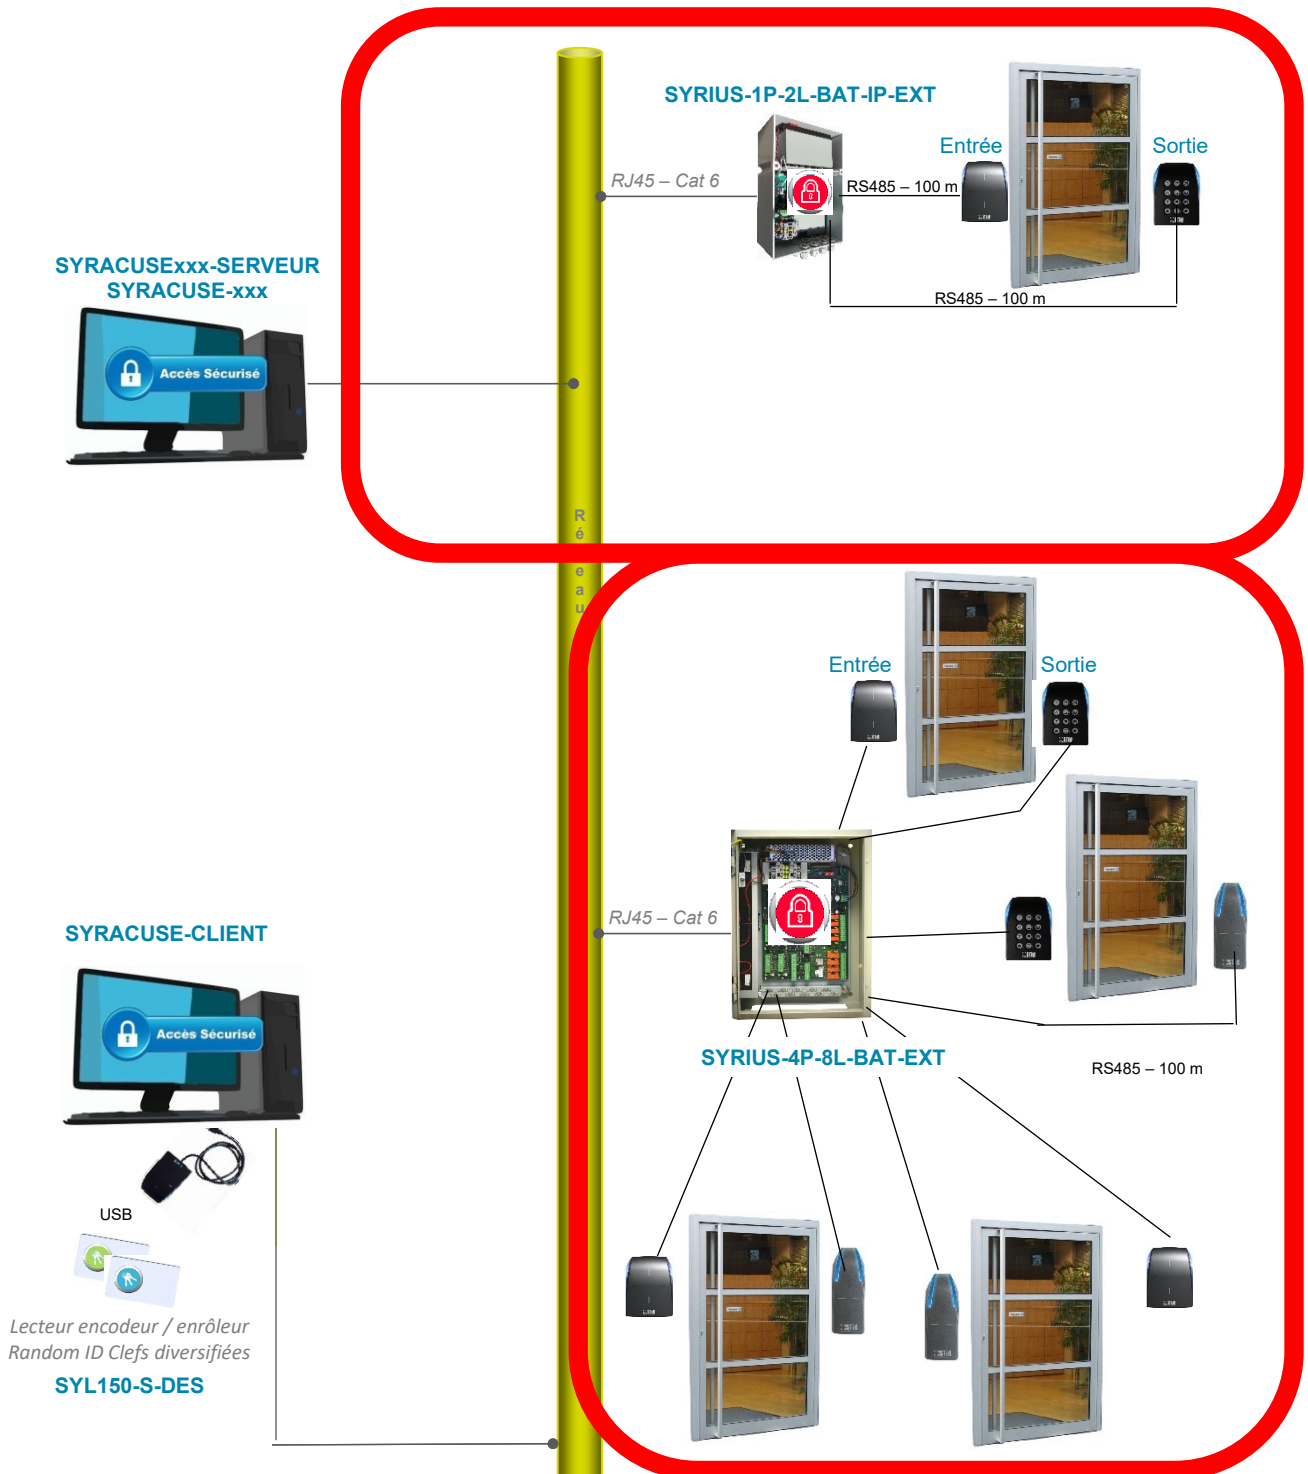 SYRIUS-1P-2L-BAT-IP-EXT
Entrée
Sortie
RJ45 – Cat 6
RS485 – 100 m
RS485 – 100 m
SYRACUSExxx-SERVEUR
SYRACUSE-xxx
Accès Sécurisé
R
é
e
a
u
Entrée
Sortie
RJ45 – Cat 6
SYRACUSE-CLIENT
Accès Sécurisé
SYRIUS-4P-8L-BAT-EXT
RS485 – 100 m
USB
Lecteur encodeur / enrôleur
Random ID Clefs diversifiées
SYL150-S-DES